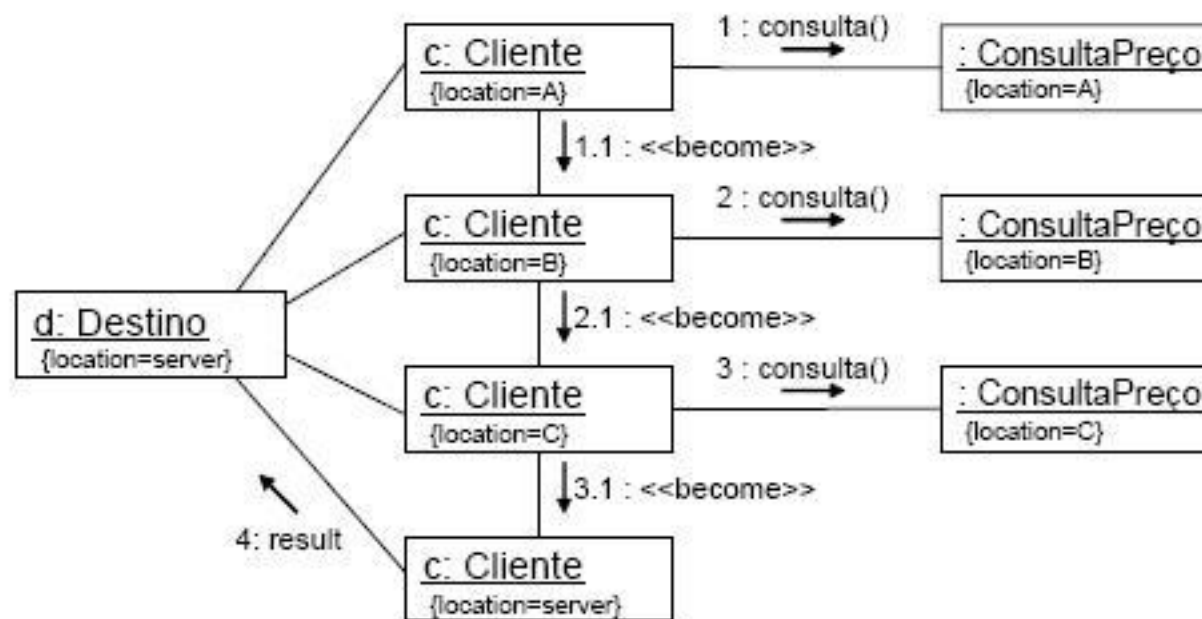 1 : consulta()
c: Cliente
{location=A}
: ConsultaPreço
{location=A}
1.1 : <<become>>
2 : consulta()
c: Cliente
{location=B}
: ConsultaPreço
{location=B}
d: Destino
{location=server}
2.1 : <<become>>
3 : consulta()
c: Cliente
{location=C}
: ConsultaPreço
{location=C}
3.1 : <<become>>
4: result
c: Cliente
{location=server}